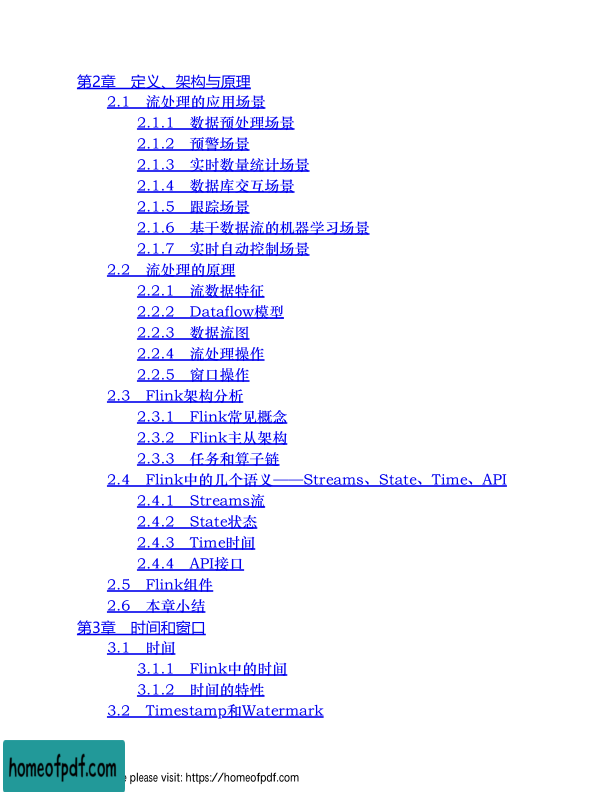 第2章　定义、架构与原理
2.1　流处理的应用场景
2.1.1　数据预处理场景
2.1.2　预警场景
2.1.3　实时数量统计场景
2.1.4　数据库交互场景
2.1.5　跟踪场景
2.1.6　基于数据流的机器学习场景
2.1.7　实时自动控制场景
2.2　流处理的原理
2.2.1　流数据特征
2.2.2　Dataflow模型
2.2.3　数据流图
2.2.4　流处理操作
2.2.5　窗口操作
2.3　Flink架构分析
2.3.1　Flink常见概念
2.3.2　Flink主从架构
2.3.3　任务和算子链
2.4　Flink中的几个语义——Streams、State、Time、API
2.4.1　Streams流
2.4.2　State状态
2.4.3　Time时间
2.4.4　API接口
2.5　Flink组件
2.6　本章小结
第3章　时间和窗口
3.1　时间
3.1.1　Flink中的时间
3.1.2　时间的特性
3.2　Timestamp和Watermark
homeofpdf.com
please visit: https://homeofpdf.com